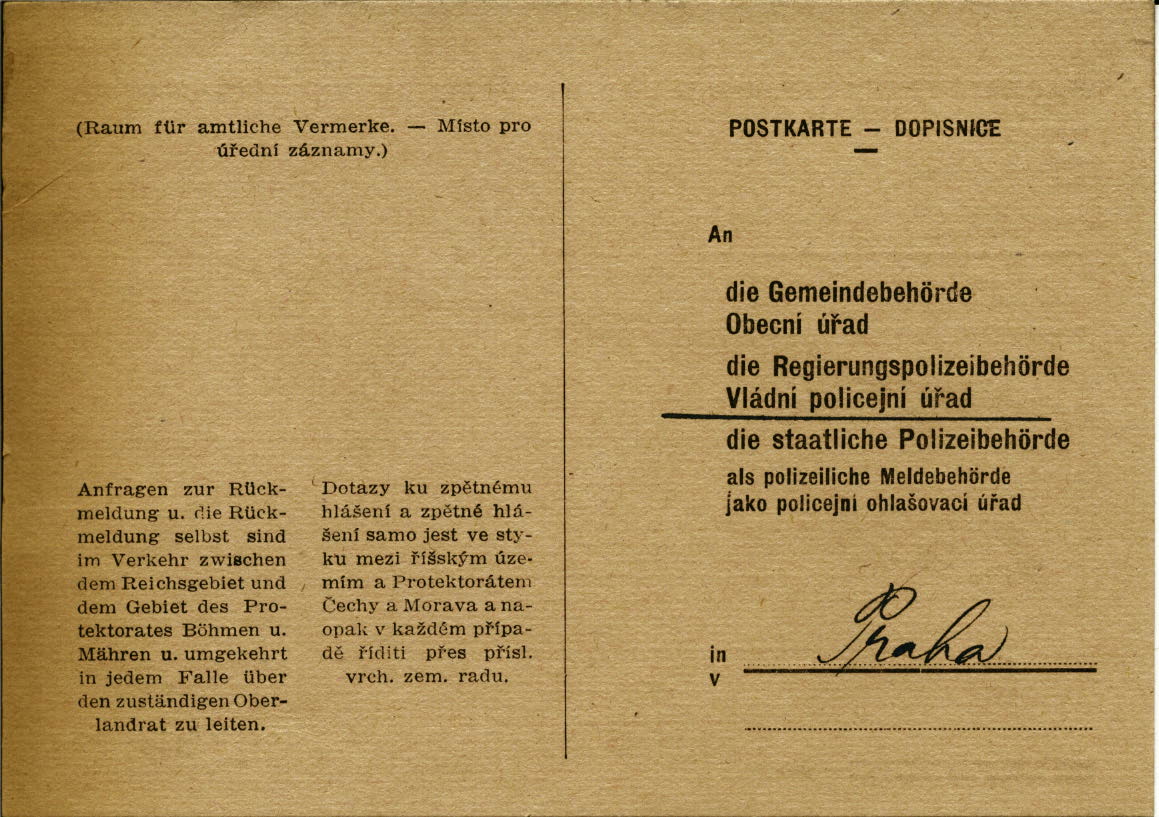 (Raum für amtliche Vermerke. — Místo pro
úřední záznamy.)
Anfragen zur Rück-
meldung u. die Rück-
meldung selbst sind
im Verkehr zwischen
dem Reichsgebiet und
dem Gebiet des Pro-
tektorates Böhmen u.
Mähren u. umgekehrt
in jedem Falle über
den zuständigen Ober-
landrat zu leiten.
Dotazy ku zpětnému
hlášení a zpětné hlá-
šení samo jest ve sty-
ku mezi říšským úze-
mím a Protektorátem
Čechy a Morava a na-
opak v každém přípa-
dě říditi přes přísl.
vrch. zem. radu.
POSTKARTE — DOPISNICE
An
die Gemeindebehörde
Obecní úřad
die Regierungspolizeibehörde
Vládní policejní úřad
die staatliche Polizeibehörde
als polizeiliche Meldebehörde
jako policejní ohlašovací úřad
in Praha
v